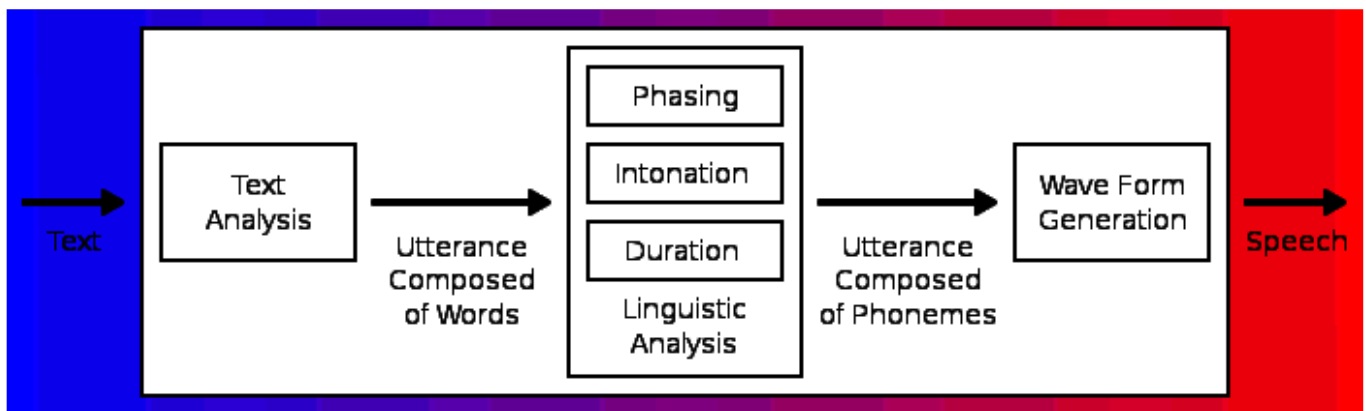 Text
Text
Analysis
Utterance
Composed
of Words
Phasing
Intonation
Duration
Linguistic
Analysis
Utterance
Composed
of Phonemes
Wave Form
Generation
Speech